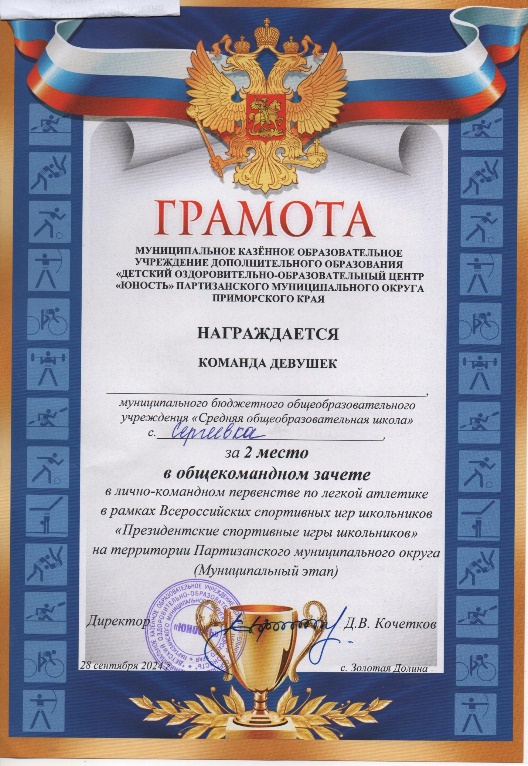 ГРАМОТА
МУНИЦИПАЛЬНОЕ КАЗЁННОЕ ОБРАЗОВАТЕЛЬНОЕ
УЧРЕЖДЕНИЕ ДОПОЛНИТЕЛЬНОГО ОБРАЗОВАНИЯ
«ДЕТСКИЙ ОЗДОРОВИТЕЛЬНО-ОБРАЗОВАТЕЛЬНЫЙ ЦЕНТР
«ЮНОСТЬ» ПАРТИЗАНСКОГО МУНИЦИПАЛЬНОГО ОКРУГА
ПРИМОРСКОГО КРАЯ
НАГРАЖДАЕТСЯ
КОМАНДА ДЕВУШЕК
муниципального бюджетного общеобразовательного
учреждения «Средняя общеобразовательная школа»
с. Сергеевка,
за 2 место
в общекомандном зачете
в лично-командном первенстве по легкой атлетике
в рамках Всероссийских спортивных игр школьников
«Президентские спортивные игры школьников»
на территории Партизанского муниципального округа
(Муниципальный этап)
Директор Д.В. Кочетков
28 сентября 2024 с. Золотая Долина